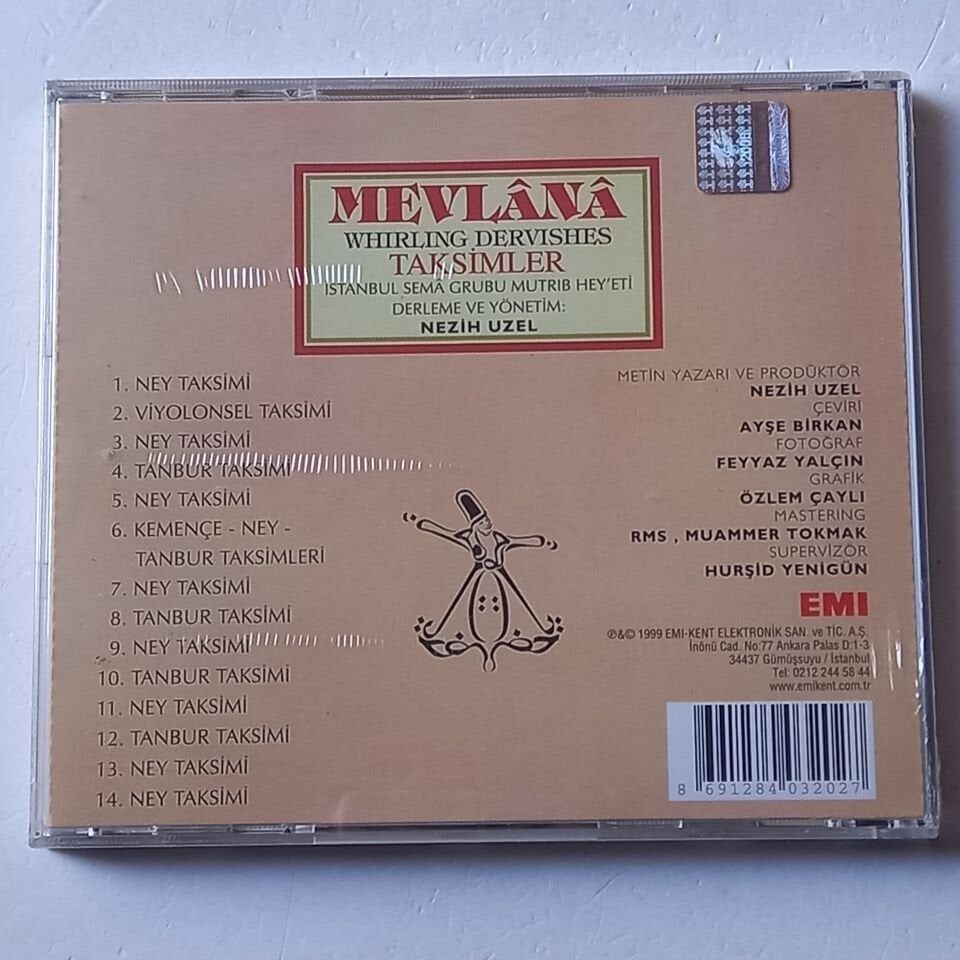 MEVLÂNÂ
WHIRLING DERVISHES
TAKSİMLER
İSTANBUL SEMÂ GRUBU MUTRIB HEY'ETİ
DERLEME VE YÖNETİM:
NEZİH UZEL
1. NEY TAKSİMİ
2. VİYOLONSEL TAKSİMİ
3. NEY TAKSİMİ
4. TANBUR TAKSİMİ
5. NEY TAKSİMİ
6. KEMENÇE - NEY -
TANBUR TAKSİMLERİ
7. NEY TAKSİMİ
8. TANBUR TAKSİMİ
9. NEY TAKSİMİ
10. TANBUR TAKSİMİ
11. NEY TAKSİMİ
12. TANBUR TAKSİMİ
13. NEY TAKSİMİ
14. NEY TAKSİMİ
METİN YAZARI VE PRODÜKTÖR
NEZİH UZEL
ÇEVİRİ
AYŞE BİRKAN
FOTOĞRAF
FEYYAZ YALÇIN
GRAFİK
ÖZLEM ÇAYLI
MASTERING
RMS , MUAMMER TOKMAK
SUPERVİZÖR
HURŞİD YENİGÜN
EMI
℗&© 1999 EMI-KENT ELEKTRONİK SAN. ve TİC. A.Ş.
İnönü Cad. No:77 Ankara Palas D:1-3
34437 Gümüşsuyu / İstanbul
Tel: 0212 244 58 44
www.emikent.com.tr
8 691284 032027